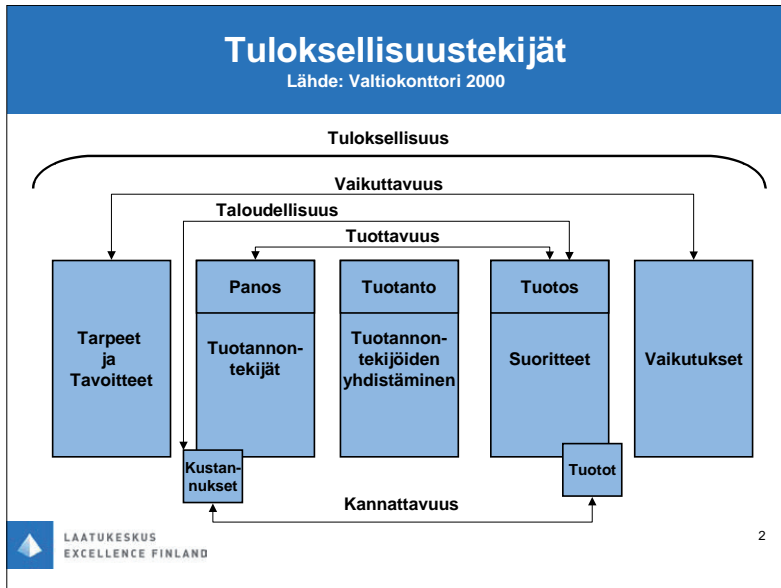 Tuloksellisuustekijät
Lähde: Valtiokonttori 2000
Tuloksellisuus
Vaikuttavuus
Taloudellisuus
Tuottavuus
Tarpeet
ja
Tavoitteet
Panos
Tuotannon-
tekijät
Kustan-
nukset
Tuotanto
Tuotannon-
tekijöiden
yhdistäminen
Tuotos
Suoritteet
Tuotot
Vaikutukset
Kannattavuus
LAATUKESKUS
EXCELLENCE FINLAND
2